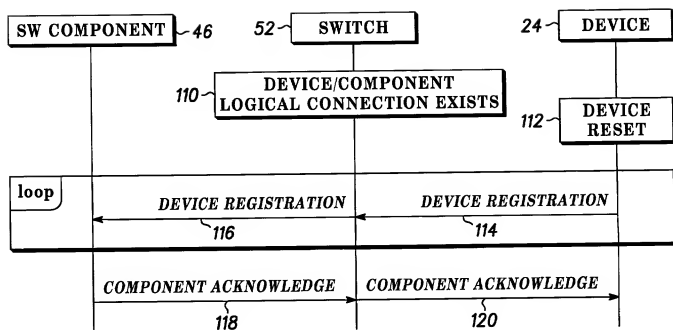 SW COMPONENT 46 52 SWITCH 24 DEVICE
110 DEVICE/COMPONENT
LOGICAL CONNECTION EXISTS
112 DEVICE
RESET
loop
DEVICE REGISTRATION DEVICE REGISTRATION
116 114
COMPONENT ACKNOWLEDGE COMPONENT ACKNOWLEDGE
118 120